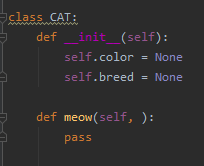 class CAT:
    def __init__(self):
        self.color = None
        self.breed = None

    def meow(self, ):
        pass